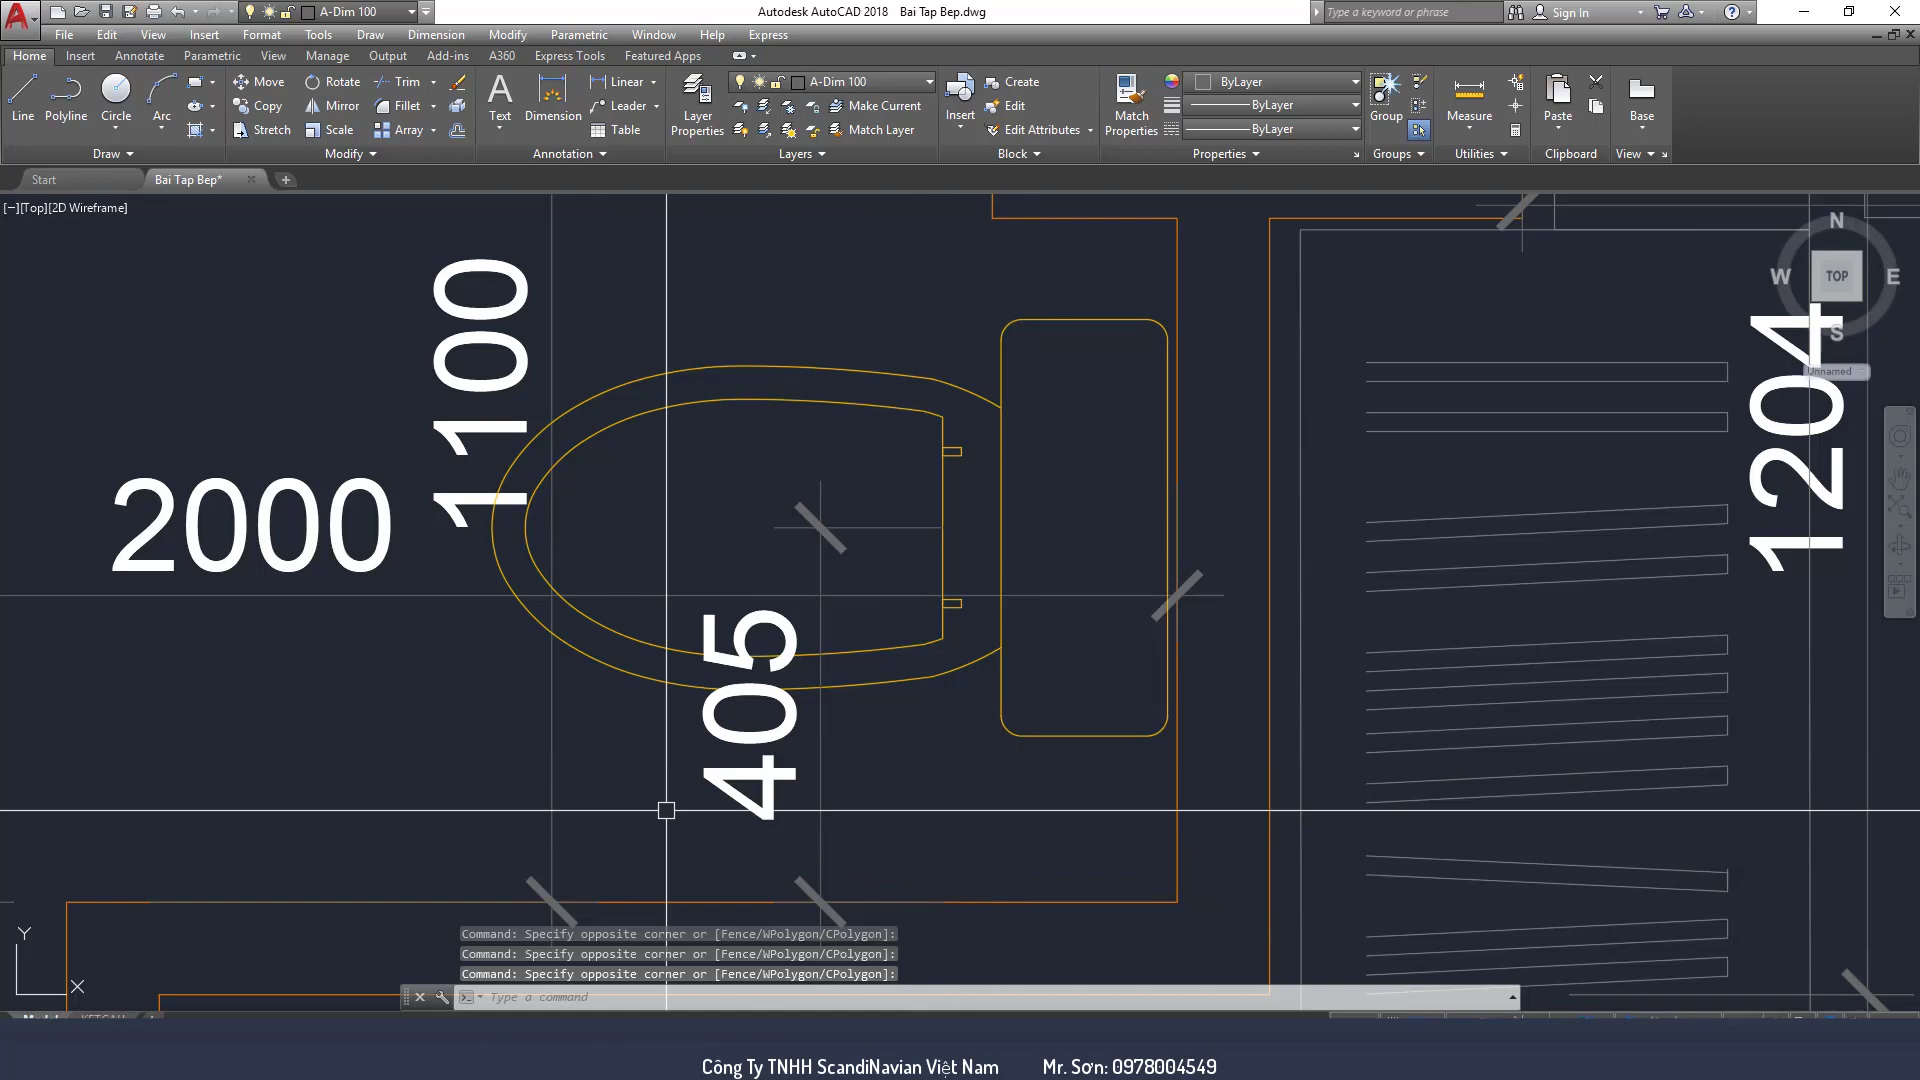 A-Dim 100
Autodesk AutoCAD 2018 Bai Tap Bep.dwg
Type a keyword or phrase
Sign In
File Edit View Insert Format Tools Draw Dimension Modify Parametric Window Help Express
Home Insert Annotate Parametric View Manage Output Add-ins A360 Express Tools Featured Apps
Line Polyline Circle Arc
Move Rotate Trim
Copy Mirror Fillet
Stretch Scale Array
Text Dimension
Linear
Leader
Table
Layer Properties
A-Dim 100
Make Current
Match Layer
Insert
Create
Edit
Edit Attributes
Match Properties
ByLayer
ByLayer
ByLayer
Group
Measure
Paste
Base
Draw Modify Annotation Layers Block Properties Groups Utilities Clipboard View
Start Bai Tap Bep*
[−][Top][2D Wireframe]
N
W TOP E
S
Unnamed
1100
2000
405
1204
Y
X
Command: Specify opposite corner or [Fence/WPolygon/CPolygon]:
Command: Specify opposite corner or [Fence/WPolygon/CPolygon]:
Command: Specify opposite corner or [Fence/WPolygon/CPolygon]:
Type a command
Công Ty TNHH ScandiNavian Việt Nam Mr. Sơn: 0978004549